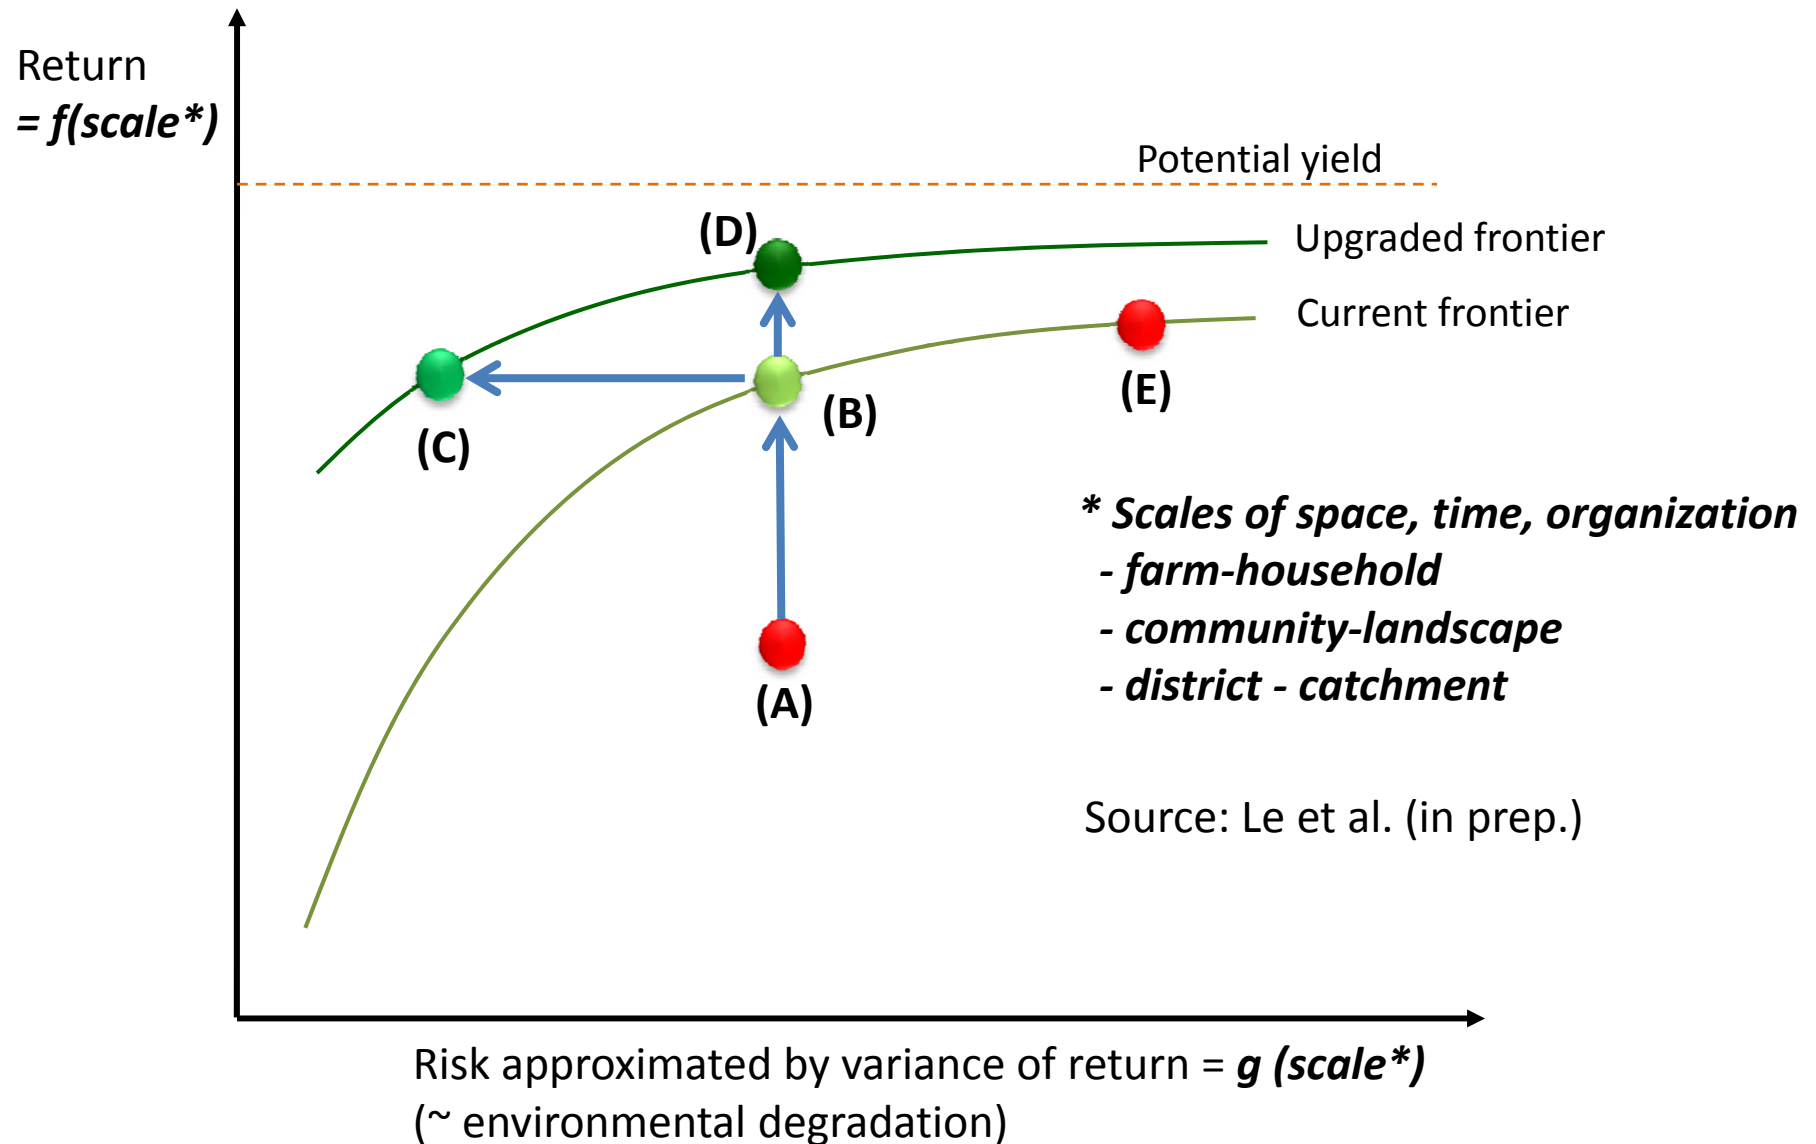 Return
= f(scale*)
Potential yield
(D)
Upgraded frontier
Current frontier
(E)
(B)
(C)
* Scales of space, time, organization
- farm-household
- community-landscape
- district - catchment
(A)
Source: Le et al. (in prep.)
Risk approximated by variance of return = g (scale*)
(~ environmental degradation)